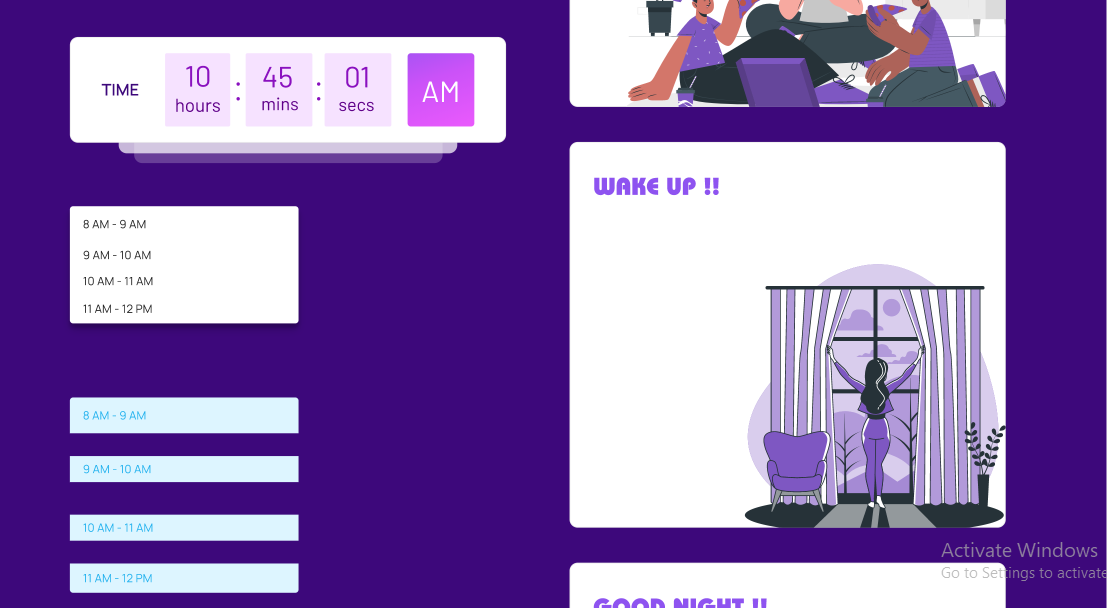 TIME
10 : 45 : 01 AM
hours mins secs
8 AM - 9 AM
9 AM - 10 AM
10 AM - 11 AM
11 AM - 12 PM
8 AM - 9 AM
9 AM - 10 AM
10 AM - 11 AM
11 AM - 12 PM
WAKE UP !!
GOOD NIGHT !!
Activate Windows
Go to Settings to activate